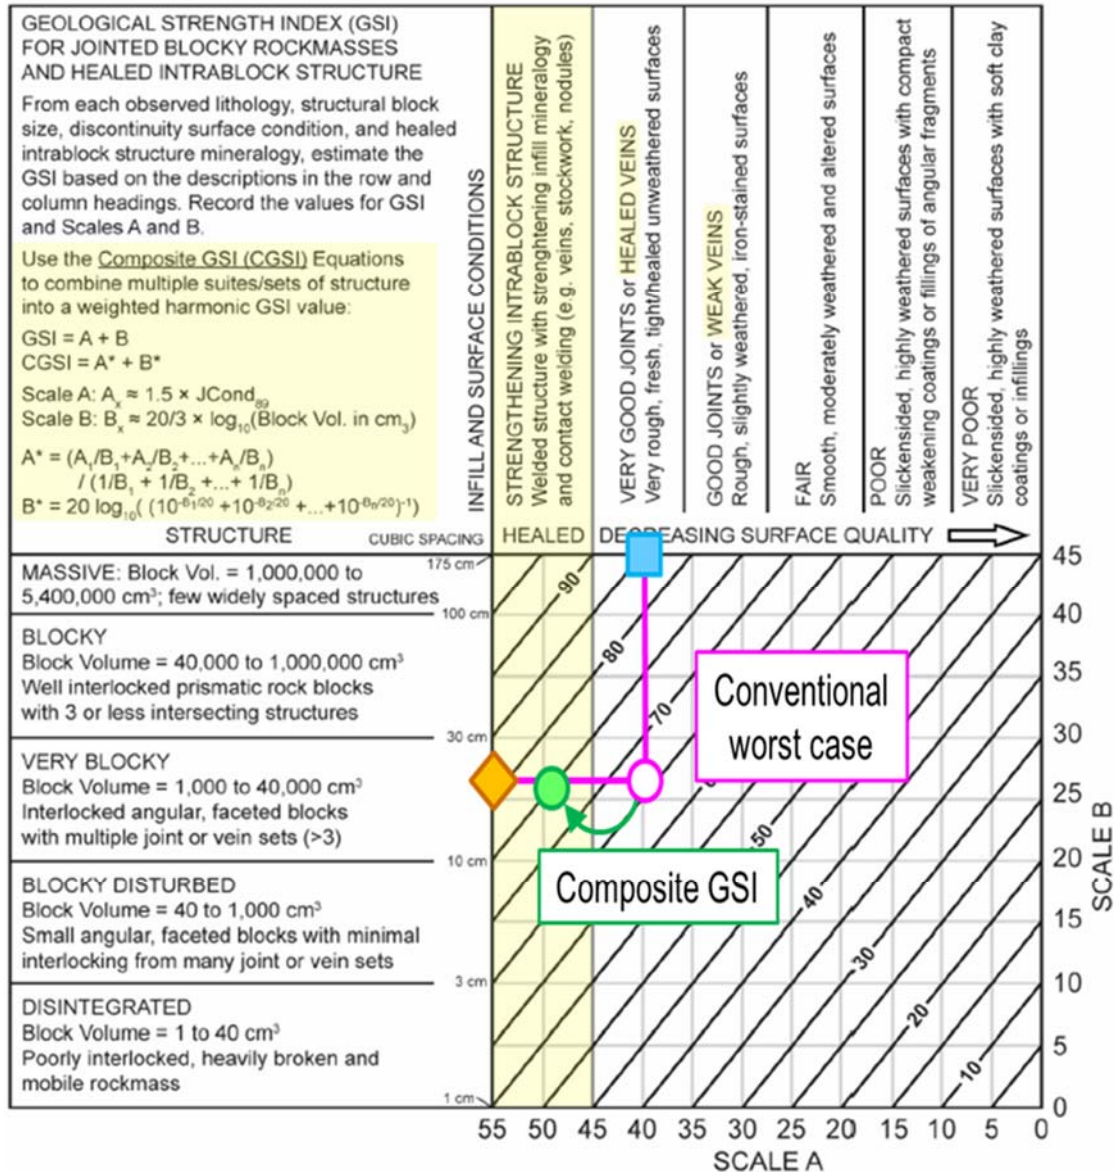 GEOLOGICAL STRENGTH INDEX (GSI)
FOR JOINTED BLOCKY ROCKMASSES
AND HEALED INTRABLOCK STRUCTURE
From each observed lithology, structural block
size, discontinuity surface condition, and healed
intrablock structure mineralogy, estimate the
GSI based on the descriptions in the row and
column headings. Record the values for GSI
and Scales A and B.
Use the Composite GSI (CGSI) Equations
to combine multiple suites/sets of structure
into a weighted harmonic GSI value:
GSI = A + B
CGSI = A* + B*
Scale A: Aₓ ≈ 1.5 × JCond₈₉
Scale B: Bₓ ≈ 20/3 × log₁₀(Block Vol. in cm₃)
A* = (A₁/B₁+A₂/B₂+...+Aₙ/Bₙ)
/ (1/B₁ + 1/B₂ +...+ 1/Bₙ)
B* = 20 log₁₀( (10^-B₁/20 +10^-B₂/20 +...+10^-Bₙ/20)^-1)
STRUCTURE
CUBIC SPACING
INFILL AND SURFACE CONDITIONS
STRENGTHENING INTRABLOCK STRUCTURE
Welded structure with strenghtening infill mineralogy
and contact welding (e.g. veins, stockwork, nodules)
VERY GOOD JOINTS or HEALED VEINS
Very rough, fresh, tight/healed unweathered surfaces
GOOD JOINTS or WEAK VEINS
Rough, slightly weathered, iron-stained surfaces
FAIR
Smooth, moderately weathered and altered surfaces
POOR
Slickensided, highly weathered surfaces with compact
weakening coatings or fillings of angular fragments
VERY POOR
Slickensided, highly weathered surfaces with soft clay
coatings or infillings
HEALED
DECREASING SURFACE QUALITY
MASSIVE: Block Vol. = 1,000,000 to
5,400,000 cm³; few widely spaced structures
BLOCKY
Block Volume = 40,000 to 1,000,000 cm³
Well interlocked prismatic rock blocks
with 3 or less intersecting structures
VERY BLOCKY
Block Volume = 1,000 to 40,000 cm³
Interlocked angular, faceted blocks
with multiple joint or vein sets (>3)
BLOCKY DISTURBED
Block Volume = 40 to 1,000 cm³
Small angular, faceted blocks with minimal
interlocking from many joint or vein sets
DISINTEGRATED
Block Volume = 1 to 40 cm³
Poorly interlocked, heavily broken and
mobile rockmass
175 cm
100 cm
30 cm
10 cm
3 cm
1 cm
90
80
70
50
40
30
20
10
Conventional
worst case
Composite GSI
45
40
35
30
25
20
15
10
5
0
SCALE B
55 50 45 40 35 30 25 20 15 10 5 0
SCALE A